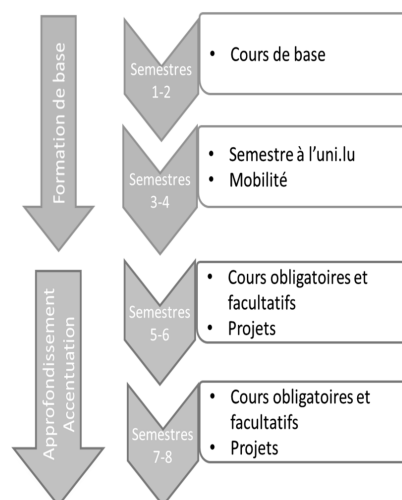 Formation de base
Semestres
1-2
• Cours de base
Semestres
3-4
• Semestre à l'uni.lu
• Mobilité
Approfondissement
Accentuation
Semestres
5-6
• Cours obligatoires et
facultatifs
• Projets
Semestres
7-8
• Cours obligatoires et
facultatifs
• Projets